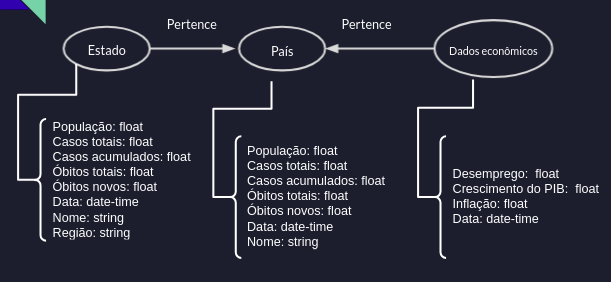 Pertence
Pertence
Estado
País
Dados econômicos
População: float
Casos totais: float
Casos acumulados: float
Óbitos totais: float
Óbitos novos: float
Data: date-time
Nome: string
Região: string
População: float
Casos totais: float
Casos acumulados: float
Óbitos totais: float
Óbitos novos: float
Data: date-time
Nome: string
Desemprego:  float
Crescimento do PIB:  float
Inflação: float
Data: date-time